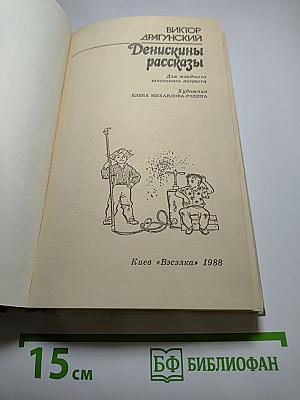 ВИКТОР
ДРАГУНСКИЙ
Денискины
рассказы
Для младшего
школьного возраста
Художник
ЕЛЕНА МИХАЙЛОВА-РОДИНА
Киев «Вэсэлка» 1988
15 см
БФ БИБЛИОФАН